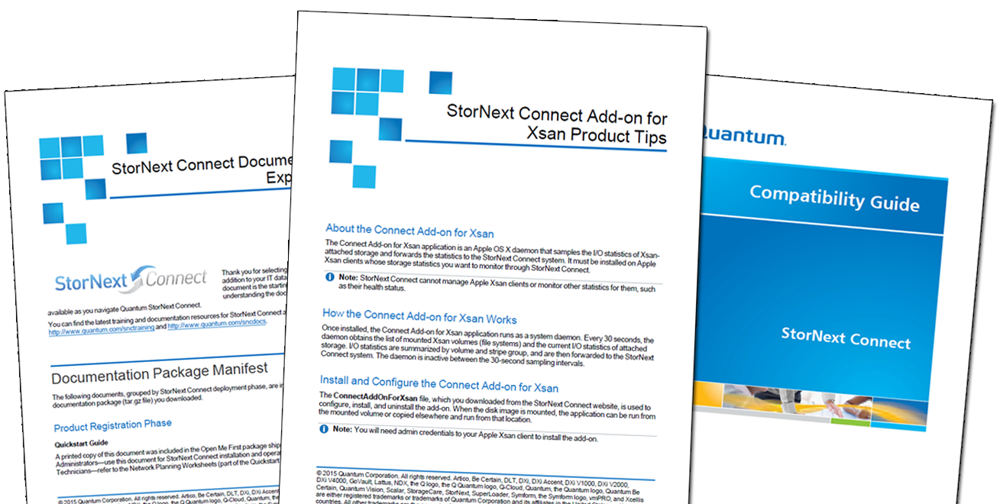 StorNext Connect Docume
Exp
StorNext Connect
Thank you for selecting
addition to your IT data
document is the startin
understanding the doc
available as you navigate Quantum StorNext Connect.
You can find the latest training and documentation resources for StorNext Connect a
http://www.quantum.com/snctraining and http://www.quantum.com/sncdocs.
Documentation Package Manifest
The following documents, grouped by StorNext Connect deployment phase, are in
documentation package (tar.gz file) you downloaded.
Product Registration Phase
Quickstart Guide
A printed copy of this document was included in the Open Me First package ship
Administrators—use this document for StorNext Connect installation and opera
Technicians—refer to the Network Planning Worksheets (part of the Quickstart
© 2015 Quantum Corporation. All rights reserved. Artico, Be Certain, DLT, DXi, DXi Accent
NDX, the Q logo, the Q Quantum logo, Q-Cloud, Quantum, the
StorNext Connect Add-on for
Xsan Product Tips
About the Connect Add-on for Xsan
The Connect Add-on for Xsan application is an Apple OS X daemon that samples the I/O statistics of Xsan-
attached storage and forwards the statistics to the StorNext Connect system. It must be installed on Apple
Xsan clients whose storage statistics you want to monitor through StorNext Connect.
Note: StorNext Connect cannot manage Apple Xsan clients or monitor other statistics for them, such
as their health status.
How the Connect Add-on for Xsan Works
Once installed, the Connect Add-on for Xsan application runs as a system daemon. Every 30 seconds, the
daemon obtains the list of mounted Xsan volumes (file systems) and the current I/O statistics of attached
storage. I/O statistics are summarized by volume and stripe group, and are then forwarded to the StorNext
Connect system. The daemon is inactive between the 30-second sampling intervals.
Install and Configure the Connect Add-on for Xsan
The ConnectAddOnForXsan file, which you downloaded from the StorNext Connect website, is used to
configure, install, and uninstall the add-on. When the disk image is mounted, the application can be run from
the mounted volume or copied elsewhere and run from that location.
Note: You will need admin credentials to your Apple Xsan client to install the add-on.
© 2015 Quantum Corporation. All rights reserved. Artico, Be Certain, DLT, DXi, DXi Accent, DXi V1000, DXi V2000,
DXi V4000, GoVault, Lattus, NDX, the Q logo, the Q Quantum logo, Q-Cloud, Quantum, the Quantum logo, Quantum Be
Certain, Quantum Vision, Scalar, StorageCare, StorNext, SuperLoader, Symform, the Symform logo, vmPRO, and Xcellis
are either registered trademarks or trademarks of Quantum Corporation and its affiliates in the United States
countries. All other trademarks are the
Quantum.
Compatibility Guide
StorNext Connect